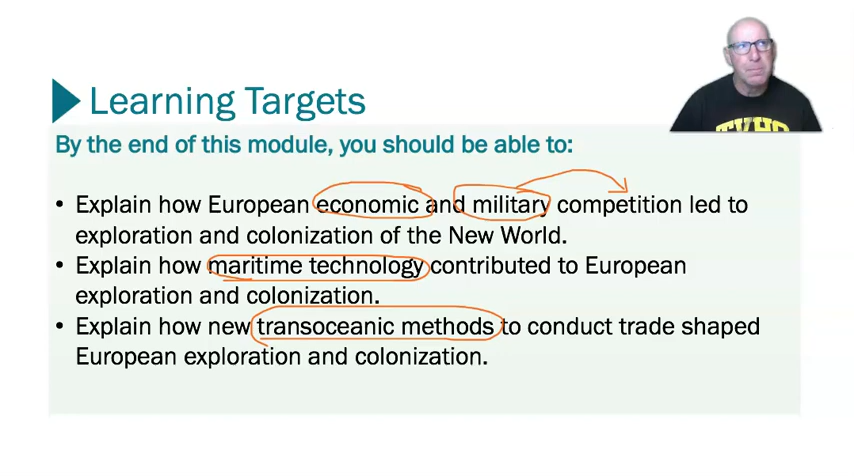 Learning Targets
By the end of this module, you should be able to:
• Explain how European economic and military competition led to
exploration and colonization of the New World.
• Explain how maritime technology contributed to European
exploration and colonization.
• Explain how new transoceanic methods to conduct trade shaped
European exploration and colonization.